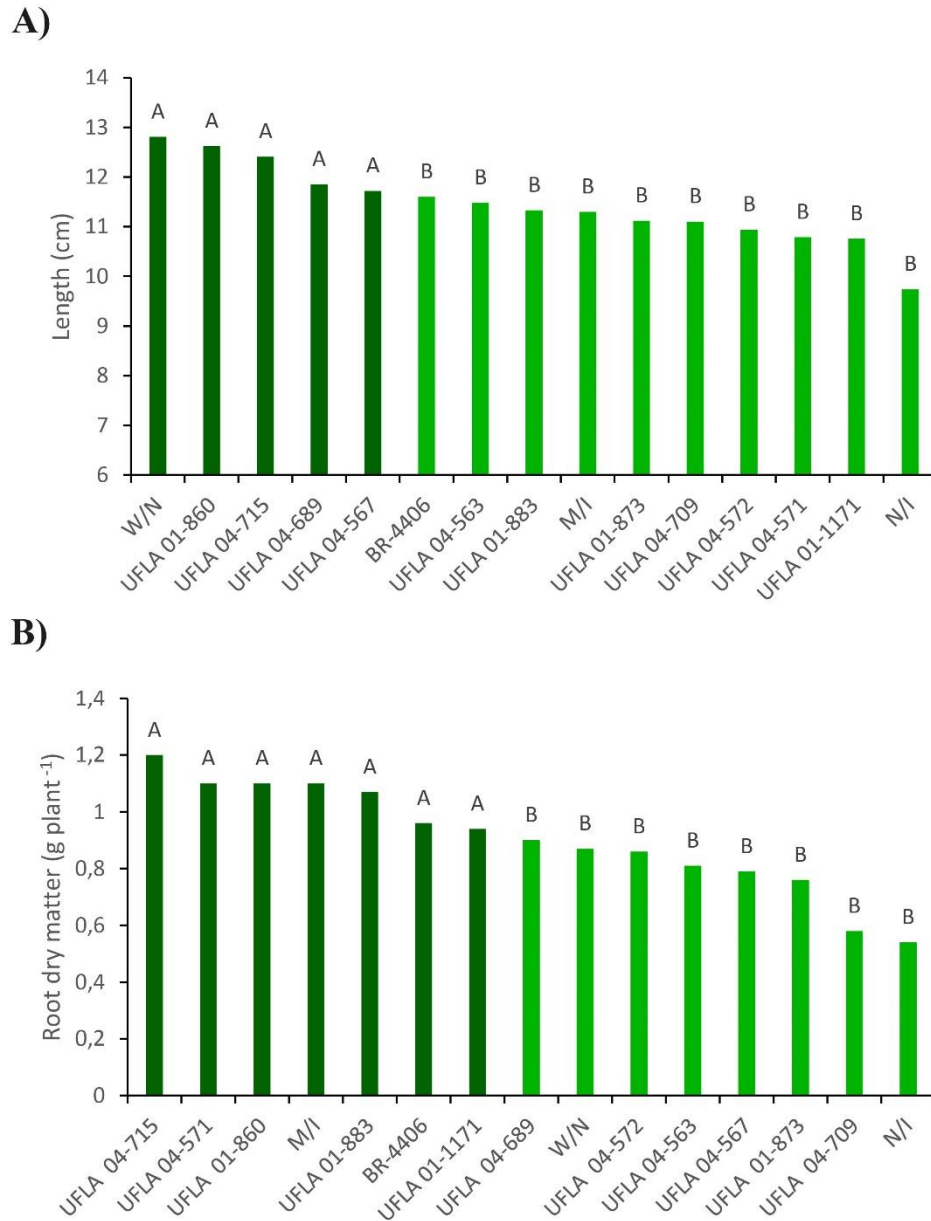 A)
14
13
12
11
10
9
8
7
6
Length (cm)
A
A
A
A
A
B
B
B
B
B
B
B
B
B
B
W/N
UFLA 01-860
UFLA 04-715
UFLA 04-689
UFLA 04-567
BR-4406
UFLA 04-563
UFLA 01-883
M/I
UFLA 01-873
UFLA 04-709
UFLA 04-572
UFLA 04-571
UFLA 01-1171
N/I
B)
1,4
1,2
1
0,8
0,6
0,4
0,2
0
Root dry matter (g plant ⁻¹)
A
A
A
A
A
A
A
B
B
B
B
B
B
B
B
UFLA 04-715
UFLA 04-571
UFLA 01-860
M/I
UFLA 01-883
BR-4406
UFLA 01-1171
UFLA 04-689
W/N
UFLA 04-572
UFLA 04-563
UFLA 04-567
UFLA 01-873
UFLA 04-709
N/I